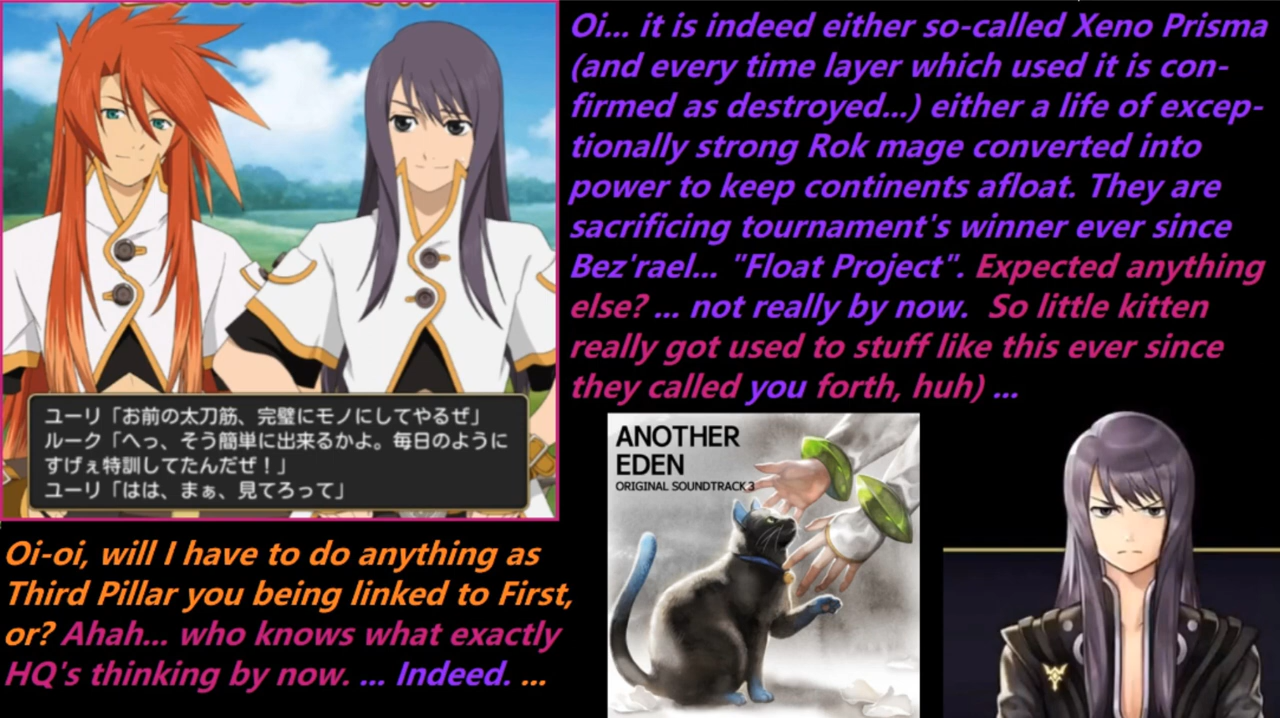 Oi... it is indeed either so-called Xeno Prisma
(and every time layer which used it is con-
firmed as destroyed...) either a life of excep-
tionally strong Rok mage converted into
power to keep continents afloat. They are
sacrificing tournament's winner ever since
Bez'rael... "Float Project". Expected anything
else? ... not really by now. So little kitten
really got used to stuff like this ever since
they called you forth, huh) ...
ユーリ「お前の太刀筋、完璧にモノにしてやるぜ」
ルーク「へっ、そう簡単に出来るかよ。毎日のように
すげぇ特訓してたんだぜ！」
ユーリ「はは、まぁ、見てろって」
ANOTHER
EDEN
ORIGINAL SOUNDTRACK3
Oi-oi, will I have to do anything as
Third Pillar you being linked to First,
or? Ahah... who knows what exactly
HQ's thinking by now. ... Indeed. ...